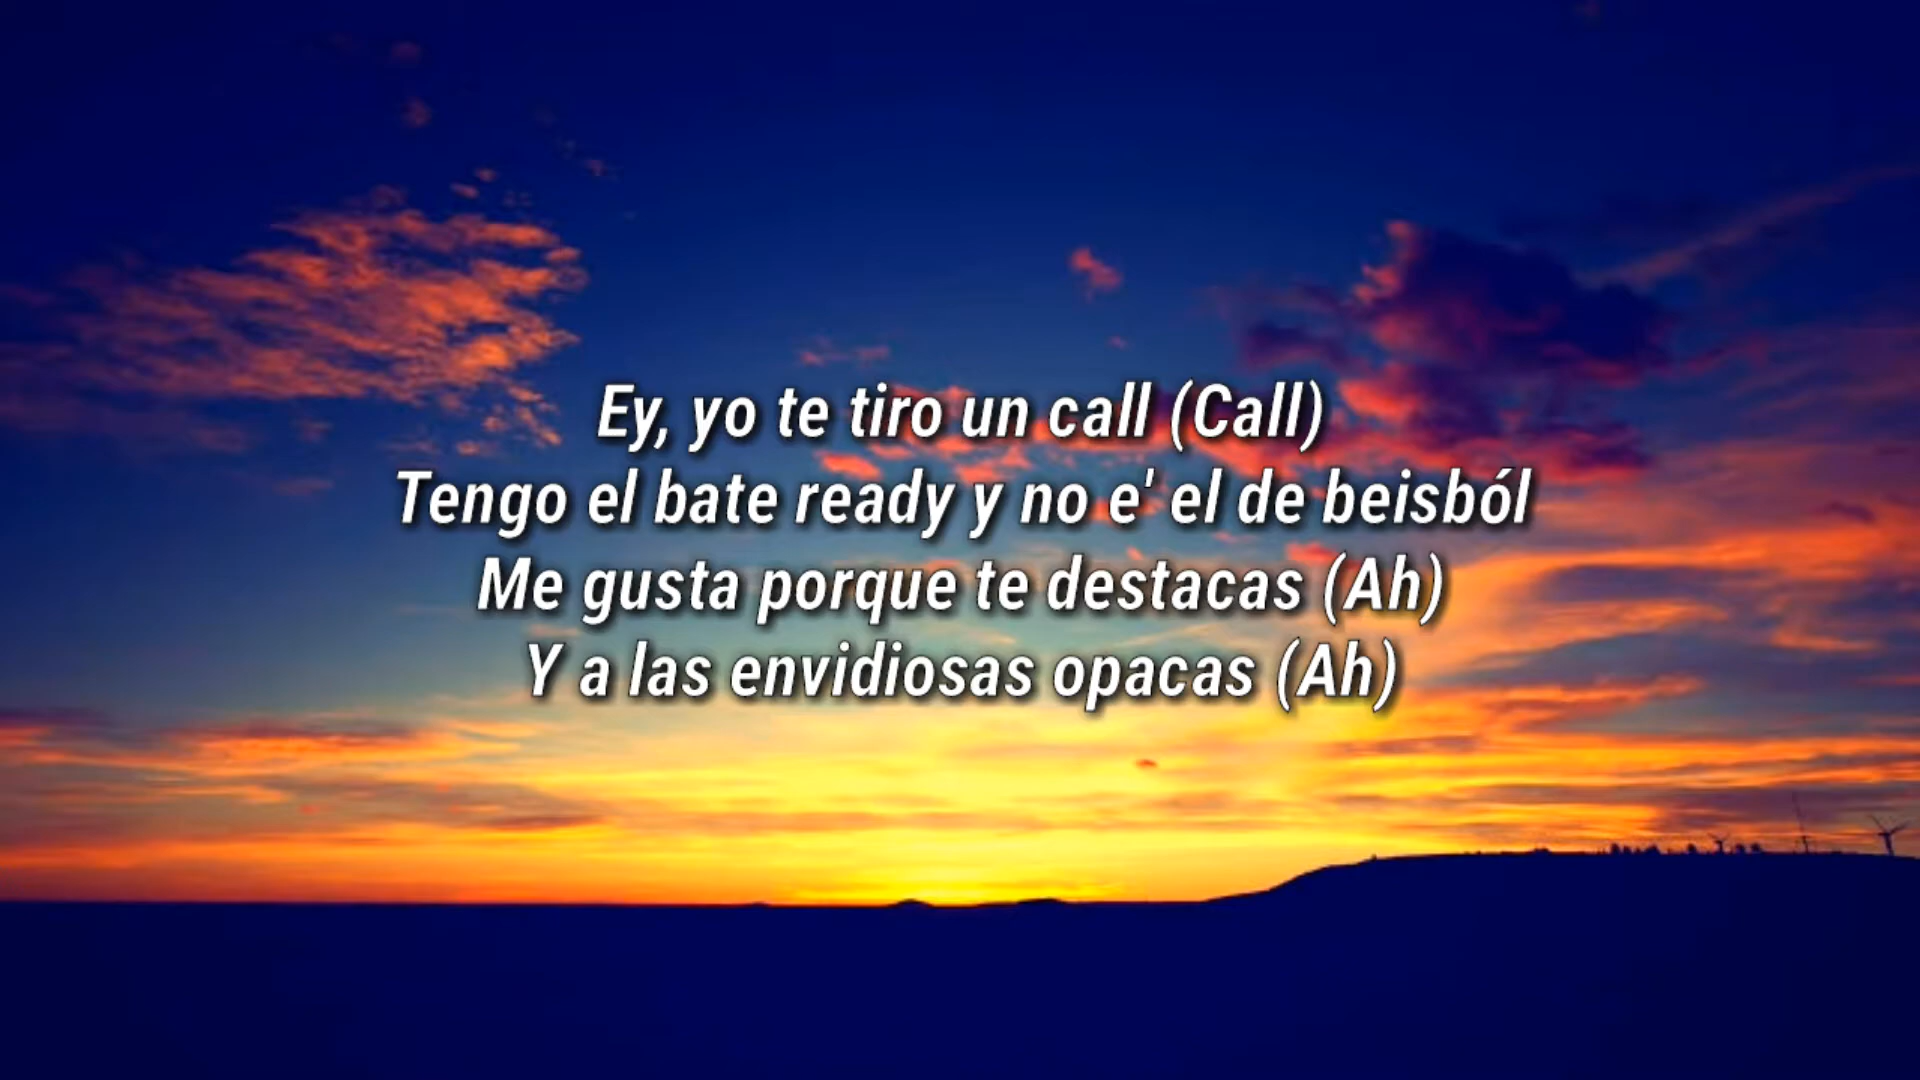 Ey, yo te tiro un call (Call)
Tengo el bate ready y no e' el de beisból
Me gusta porque te destacas (Ah)
Y a las envidiosas opacas (Ah)